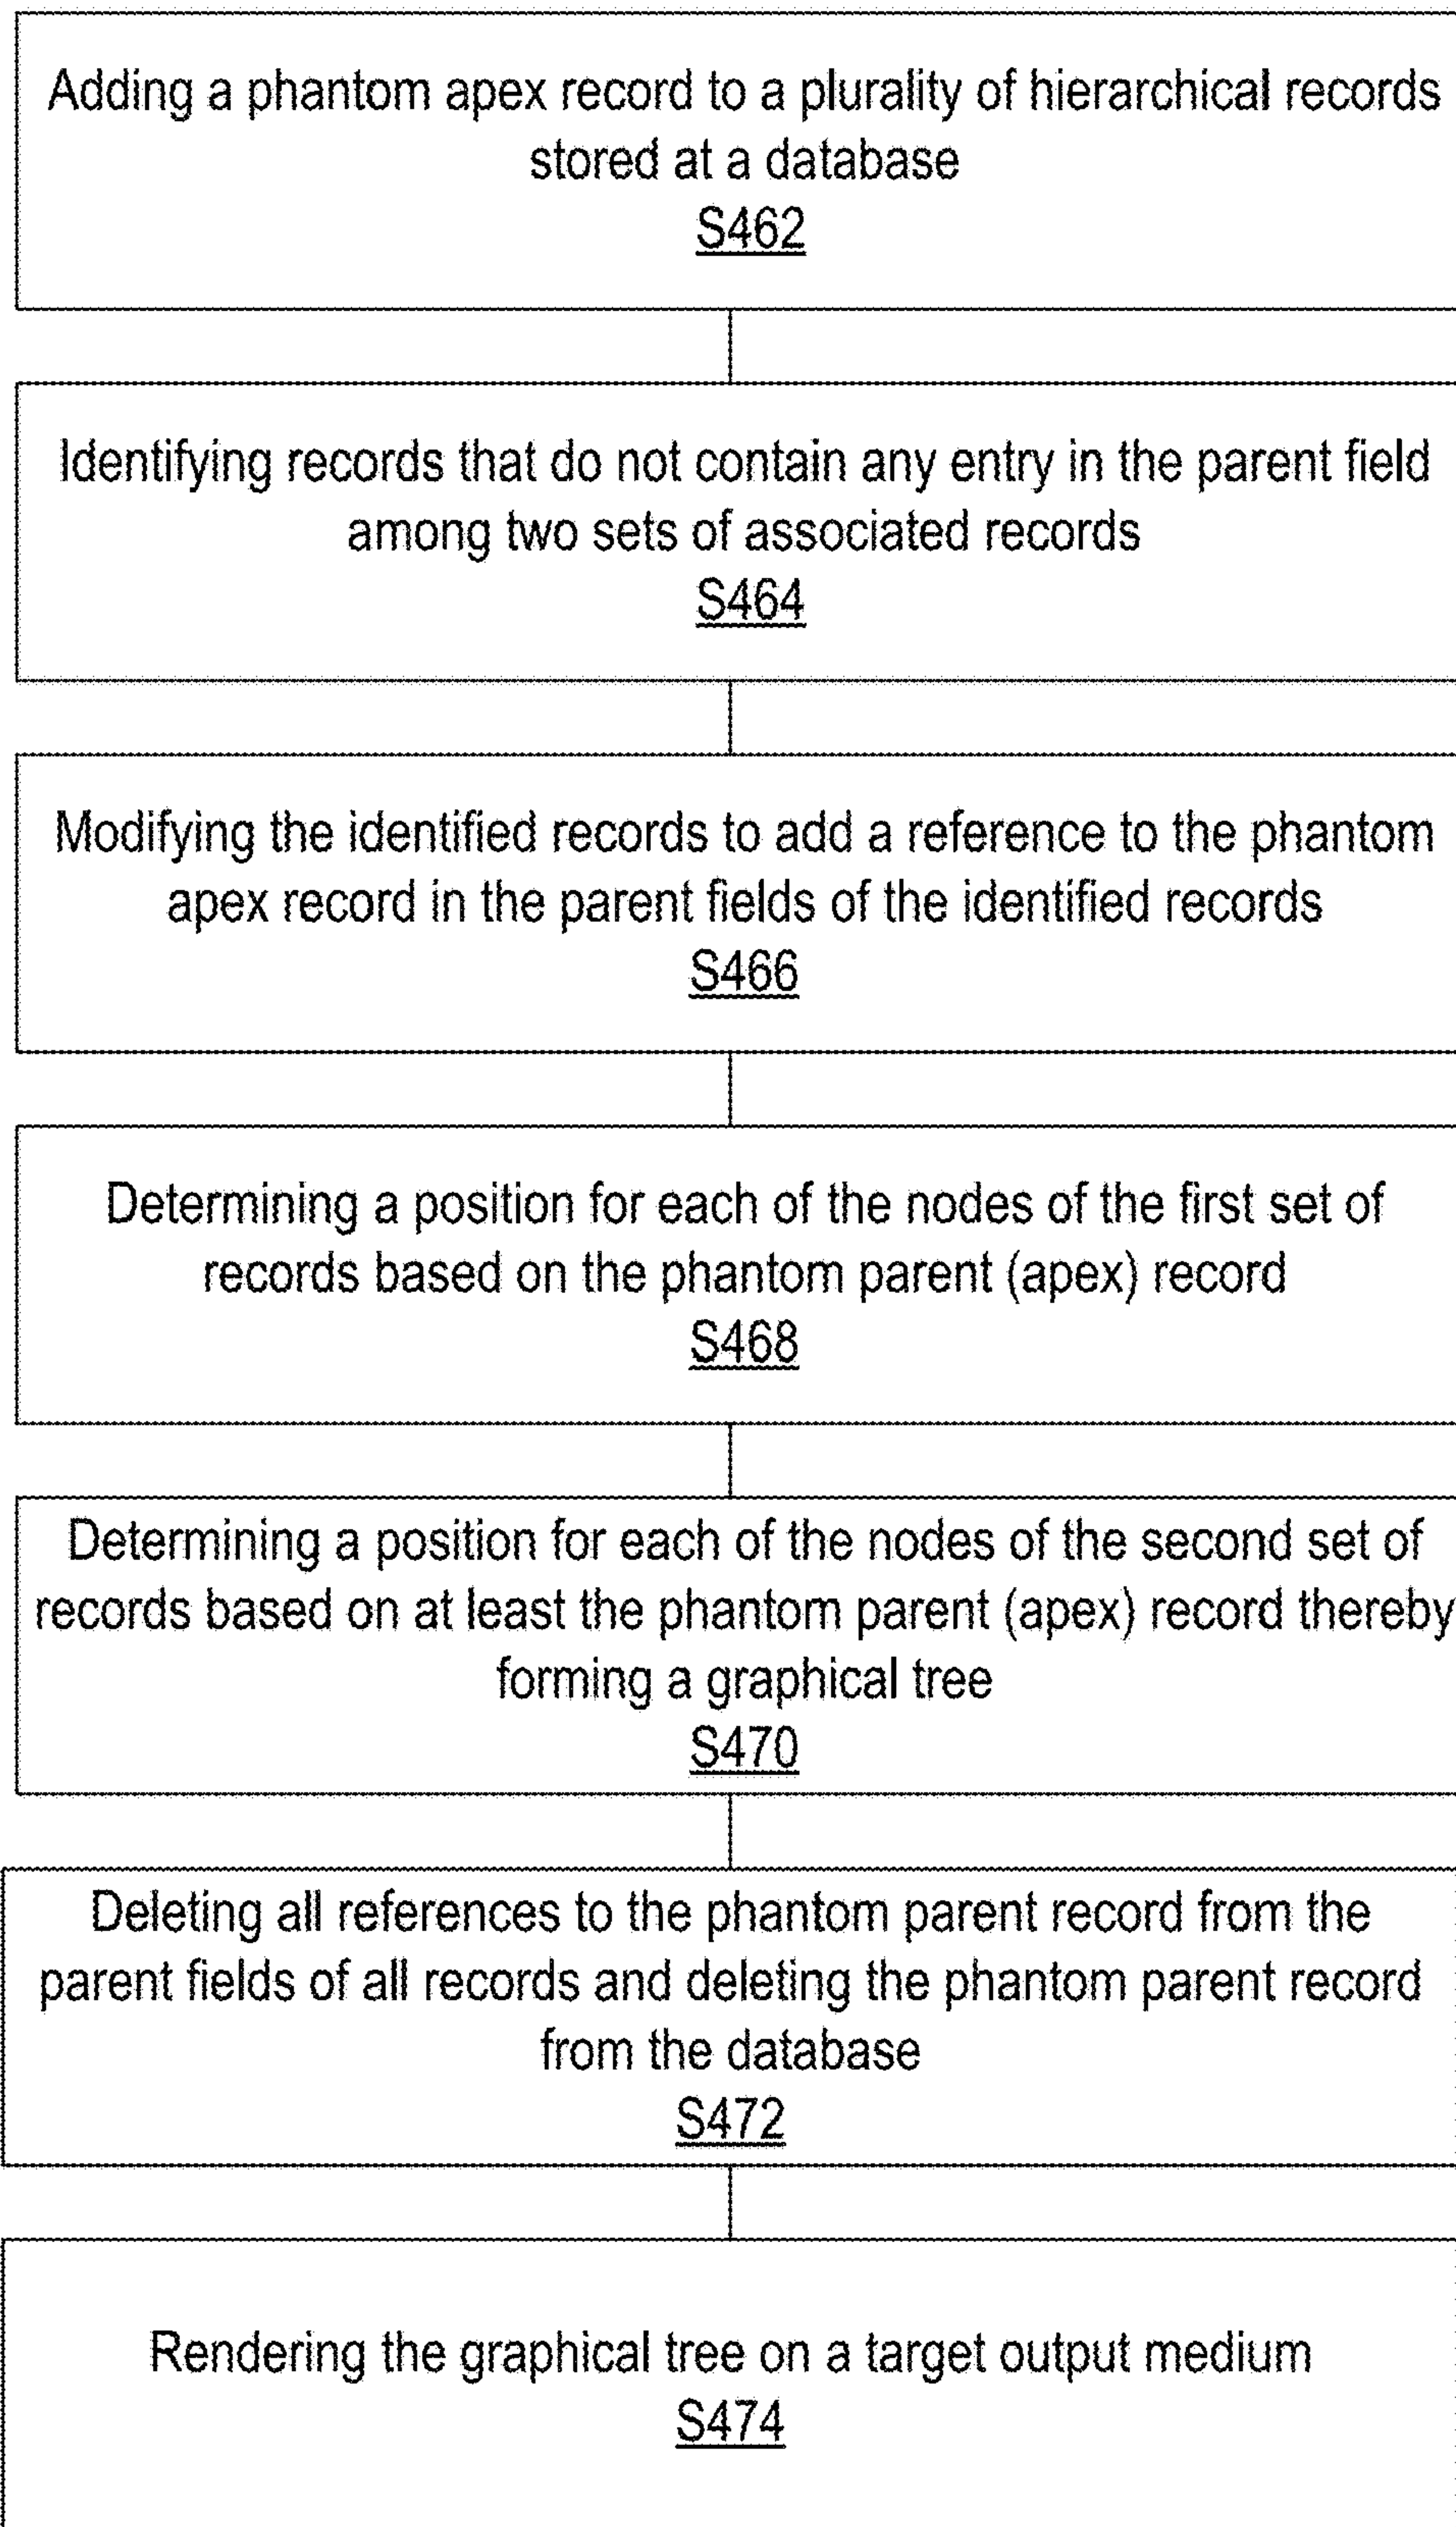 Adding a phantom apex record to a plurality of hierarchical records
stored at a database
S462
Identifying records that do not contain any entry in the parent field
among two sets of associated records
S464
Modifying the identified records to add a reference to the phantom
apex record in the parent fields of the identified records
S466
Determining a position for each of the nodes of the first set of
records based on the phantom parent (apex) record
S468
Determining a position for each of the nodes of the second set of
records based on at least the phantom parent (apex) record thereby
forming a graphical tree
S470
Deleting all references to the phantom parent record from the
parent fields of all records and deleting the phantom parent record
from the database
S472
Rendering the graphical tree on a target output medium
S474